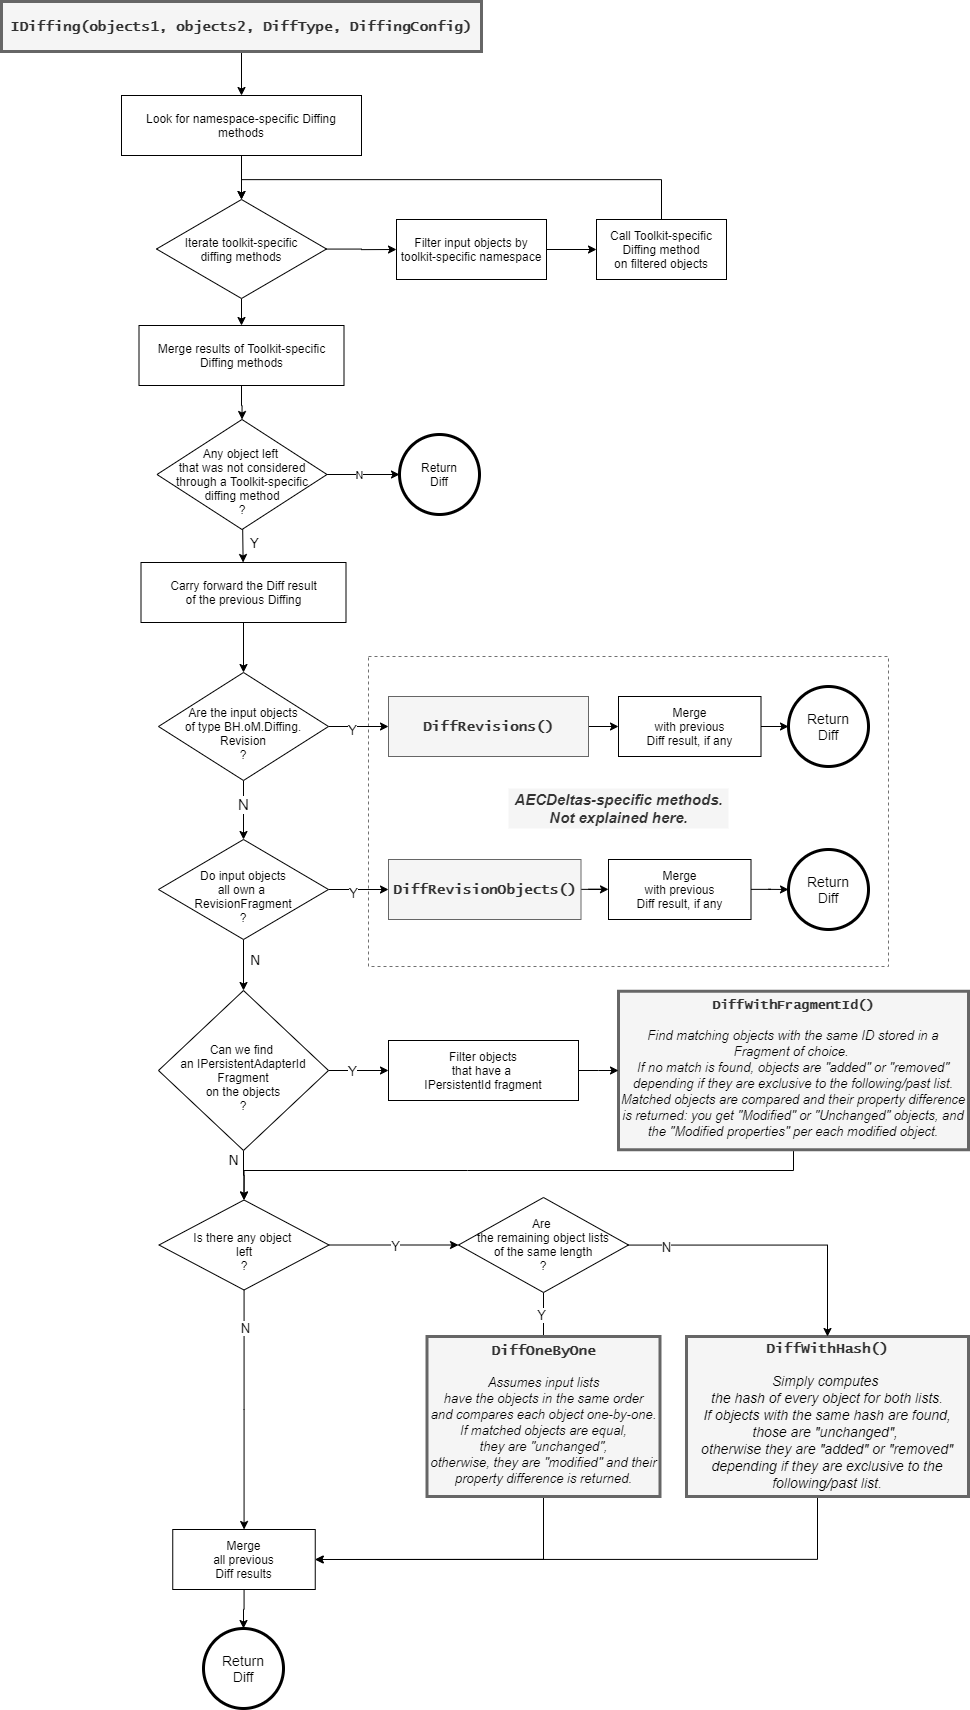 IDiffing(objects1, objects2, DiffType, DiffingConfig)
Look for namespace-specific Diffing
methods
Iterate toolkit-specific
diffing methods
Filter input objects by
toolkit-specific namespace
Call Toolkit-specific
Diffing method
on filtered objects
Merge results of Toolkit-specific
Diffing methods
Any object left
that was not considered
through a Toolkit-specific
diffing method
?
N
Return
Diff
Y
Carry forward the Diff result
of the previous Diffing
Are the input objects
of type BH.oM.Diffing.
Revision
?
Y
DiffRevisions()
Merge
with previous
Diff result, if any
Return
Diff
N
AECDeltas-specific methods.
Not explained here.
Do input objects
all own a
RevisionFragment
?
Y
DiffRevisionObjects()
Merge
with previous
Diff result, if any
Return
Diff
N
Can we find
an IPersistentAdapterId
Fragment
on the objects
?
Y
Filter objects
that have a
IPersistentId fragment
DiffWithFragmentId()
Find matching objects with the same ID stored in a
Fragment of choice.
If no match is found, objects are "added" or "removed"
depending if they are exclusive to the following/past list.
Matched objects are compared and their property difference
is returned: you get "Modified" or "Unchanged" objects, and
the "Modified properties" per each modified object.
N
Is there any object
left
?
Y
Are
the remaining object lists
of the same length
?
N
Y
N
DiffOneByOne
Assumes input lists
have the objects in the same order
and compares each object one-by-one.
If matched objects are equal,
they are "unchanged",
otherwise, they are "modified" and their
property difference is returned.
DiffWithHash()
Simply computes
the hash of every object for both lists.
If objects with the same hash are found,
those are "unchanged",
otherwise they are "added" or "removed"
depending if they are exclusive to the
following/past list.
Merge
all previous
Diff results
Return
Diff